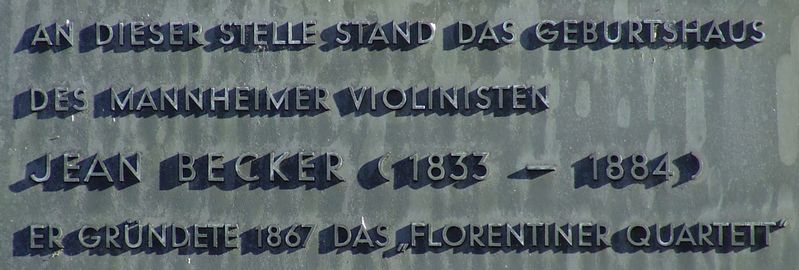 AN DIESER STELLE STAND DAS GEBURTSHAUS
DES MANNHEIMER VIOLINISTEN
JEAN BECKER (1833 – 1884)
ER GRÜNDETE 1867 DAS „FLORENTINER QUARTETT“